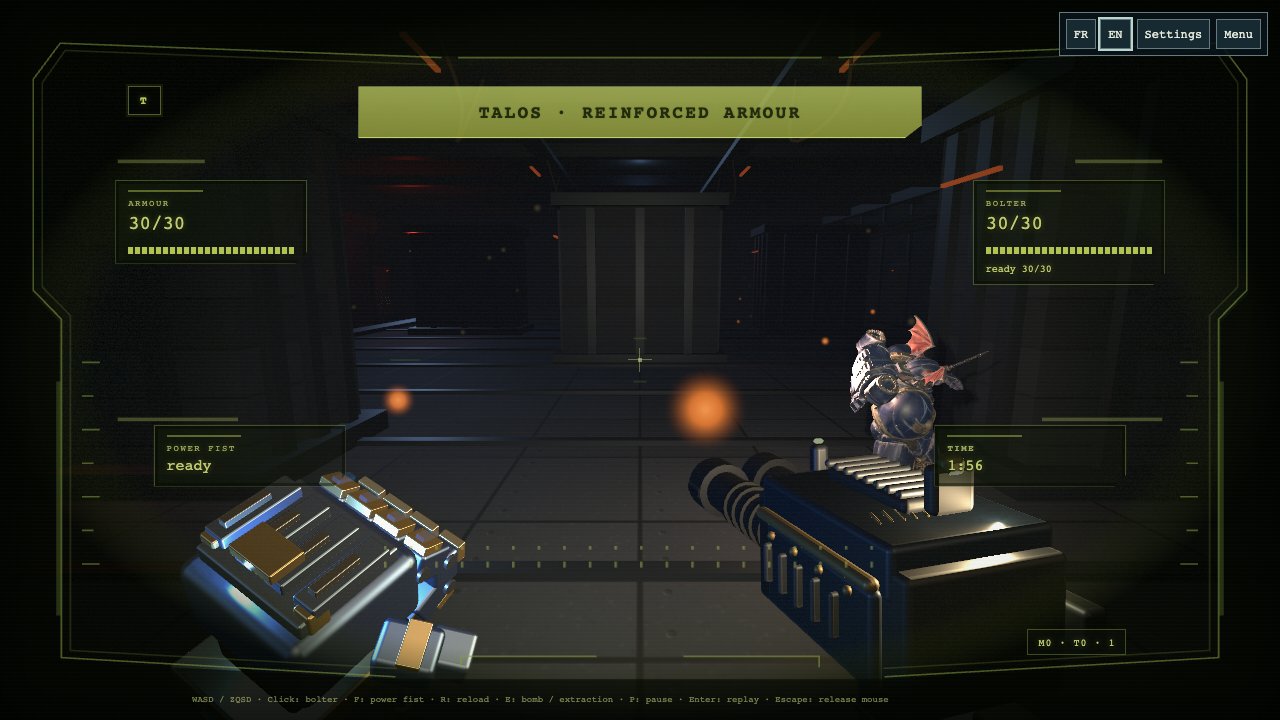 FR EN Settings Menu
T
TALOS · REINFORCED ARMOUR
ARMOUR
30/30
BOLTER
30/30
ready 30/30
POWER FIST
ready
TIME
1:56
M0 · T0 · 1
WASD / ZQSD · Click: bolter · F: power fist · R: reload · E: bomb / extraction · P: pause · Enter: replay · Escape: release mouse